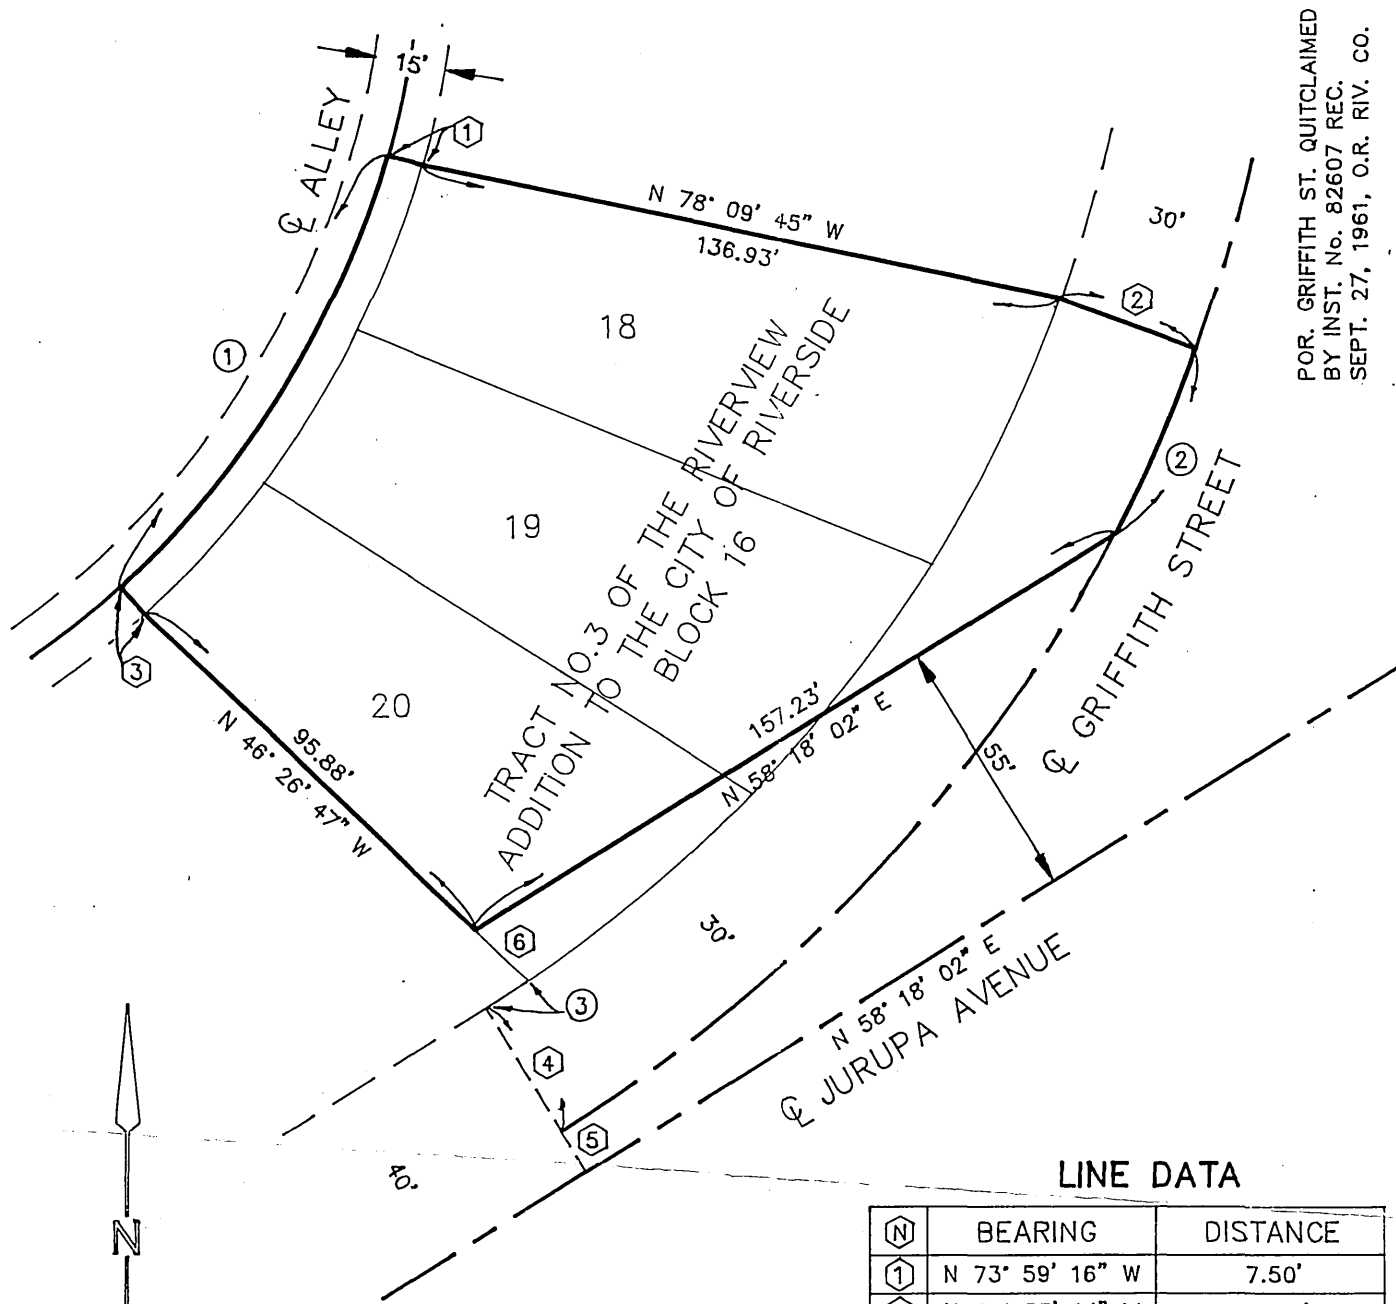 15'
℄ ALLEY
1
N 78° 09' 45" W
136.93'
30'
2
POR. GRIFFITH ST. QUITCLAIMED
BY INST. No. 82607 REC.
SEPT. 27, 1961, O.R. RIV. CO.
1
18
2
19
3
20
TRACT NO.3 OF THE RIVERVIEW
ADDITION TO THE CITY OF RIVERSIDE
BLOCK 16
95.88'
N 46° 26' 47" W
157.23'
N 58° 18' 02" E
55'
℄ GRIFFITH STREET
6
30'
3
4
5
40'
N 58° 18' 02" E
℄ JURUPA AVENUE
N
LINE DATA
N BEARING DISTANCE
1 N 73° 59' 16" W 7.50'